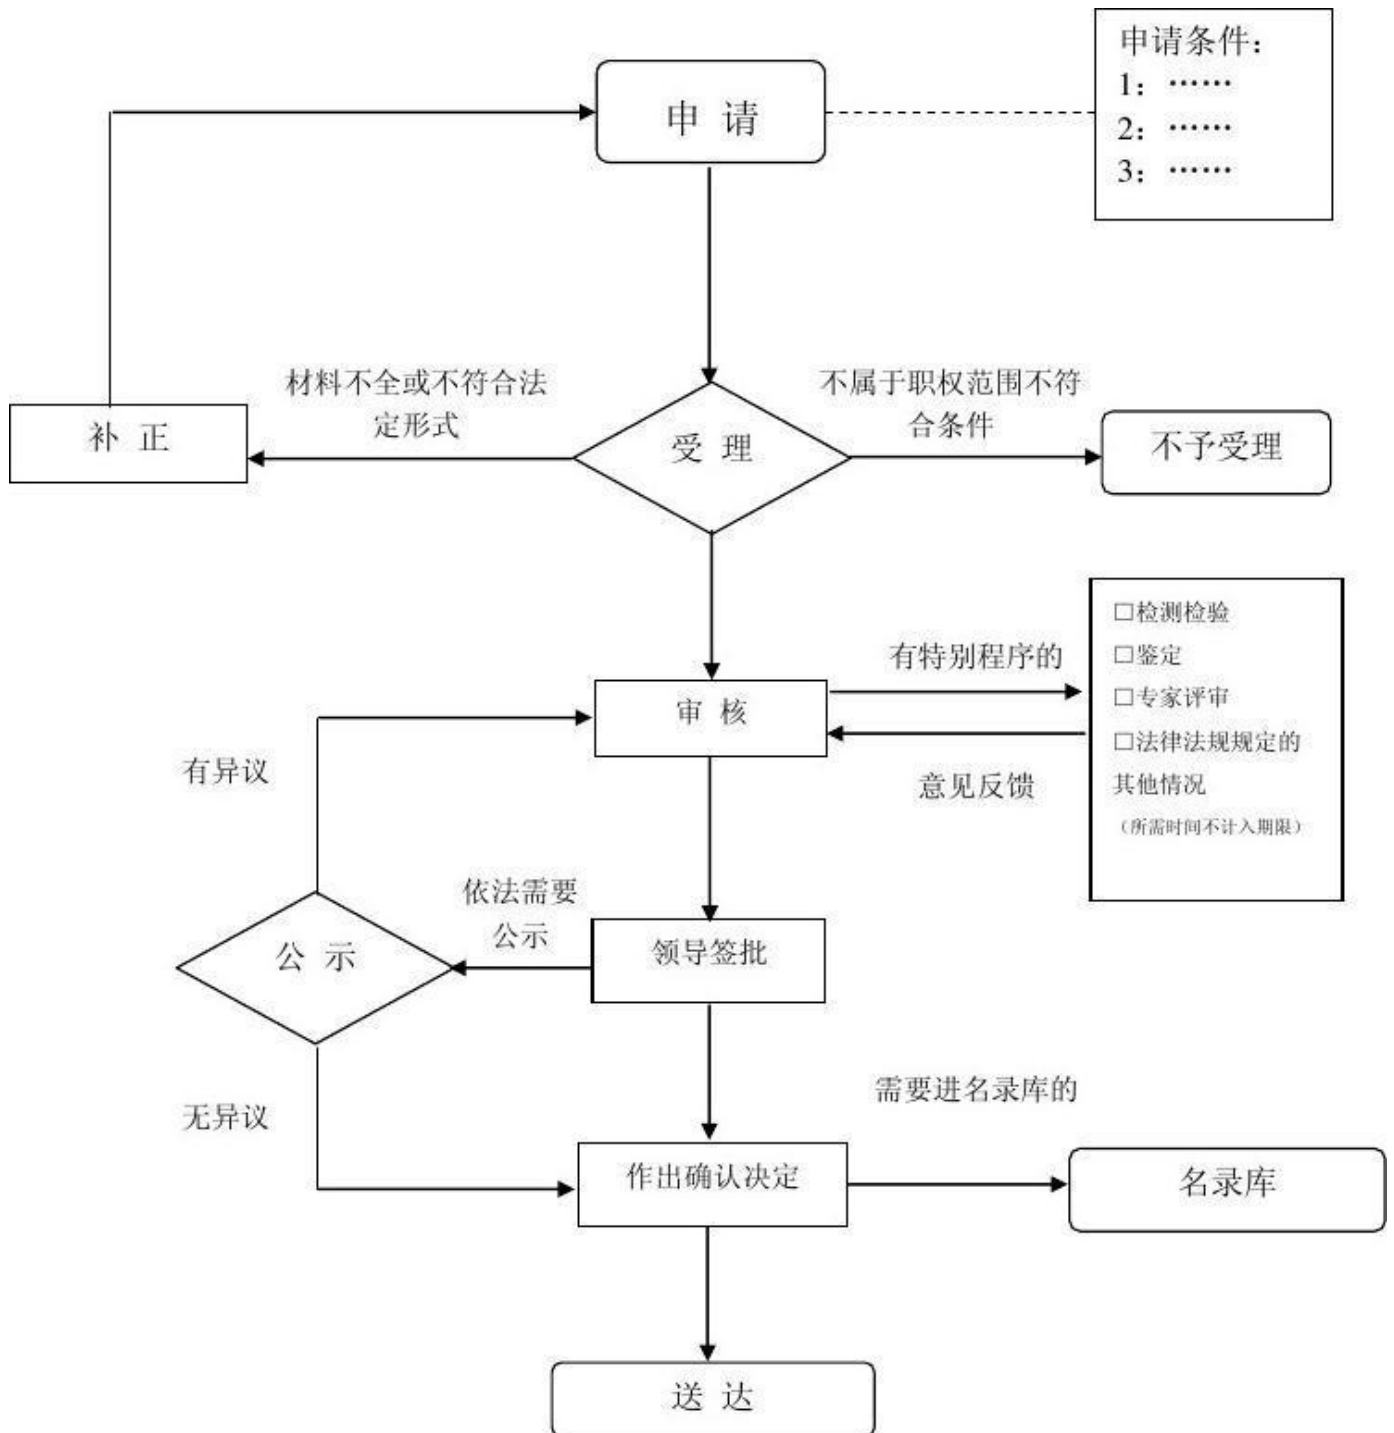 申请条件：
1：……
2：……
3：……
申 请
材料不全或不符合法
定形式
不属于职权范围不符
合条件
补 正
受 理
不予受理
有特别程序的
□检测检验
□鉴定
□专家评审
□法律法规规定的
其他情况
（所需时间不计入期限）
审 核
意见反馈
有异议
依法需要
公示
公 示
领导签批
无异议
需要进名录库的
作出确认决定
名录库
送 达